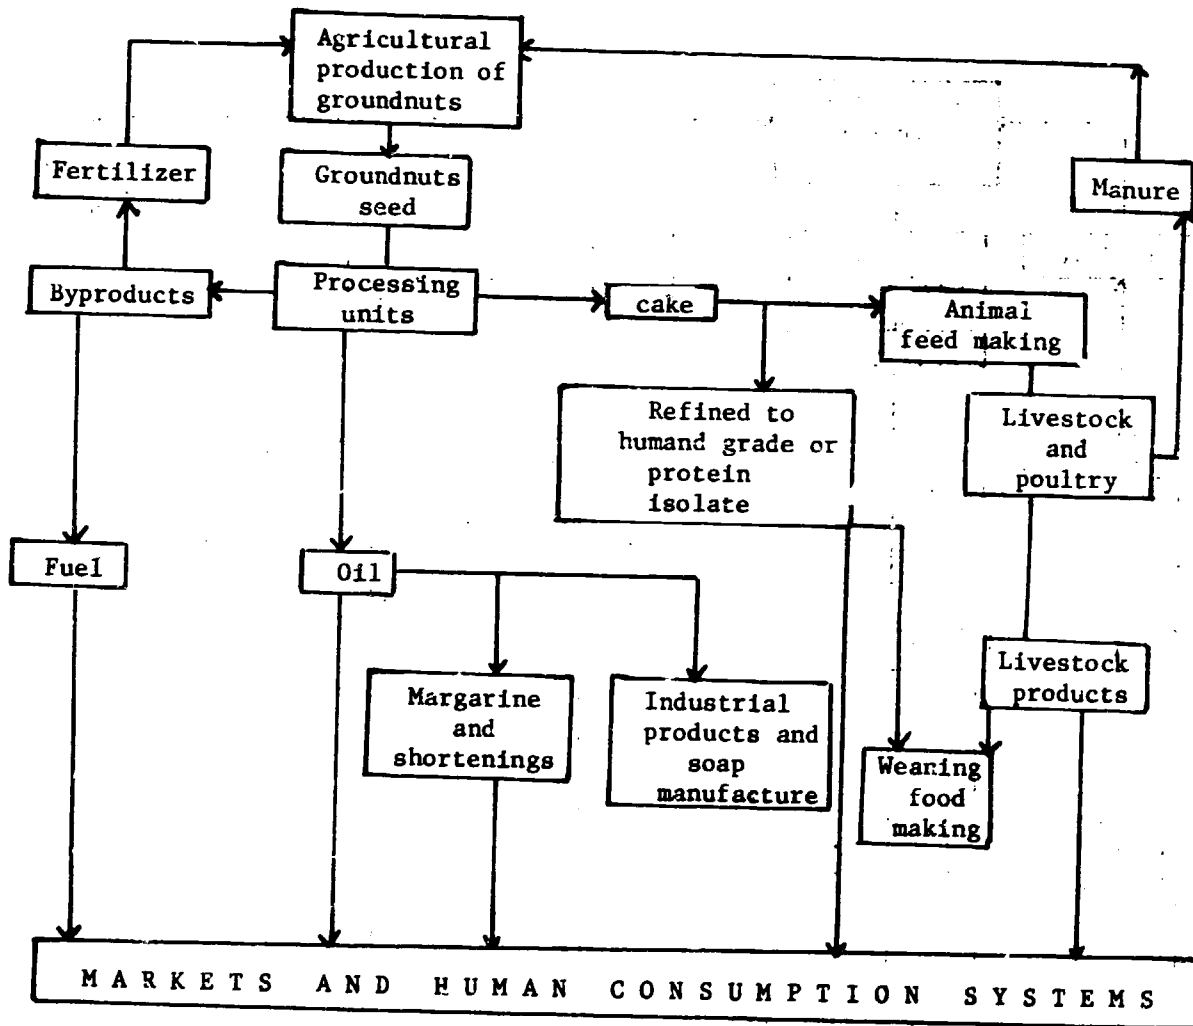 Agricultural
production of
groundnuts
Fertilizer
Groundnuts
seed
Manure
Byproducts
Processing
units
cake
Animal
feed making
Refined to
humand grade or
protein
isolate
Livestock
and
poultry
Fuel
Oil
Margarine
and
shortenings
Industrial
products and
soap
manufacture
Livestock
products
Weaning
food
making
MARKETS AND HUMAN CONSUMPTION SYSTEMS